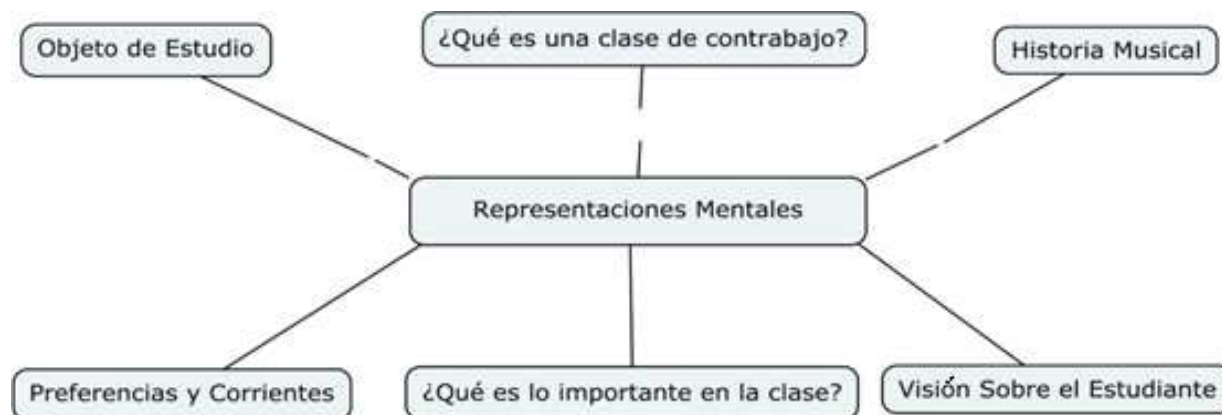 Objeto de Estudio
¿Qué es una clase de contrabajo?
Historia Musical
Representaciones Mentales
Preferencias y Corrientes
¿Qué es lo importante en la clase?
Visión Sobre el Estudiante